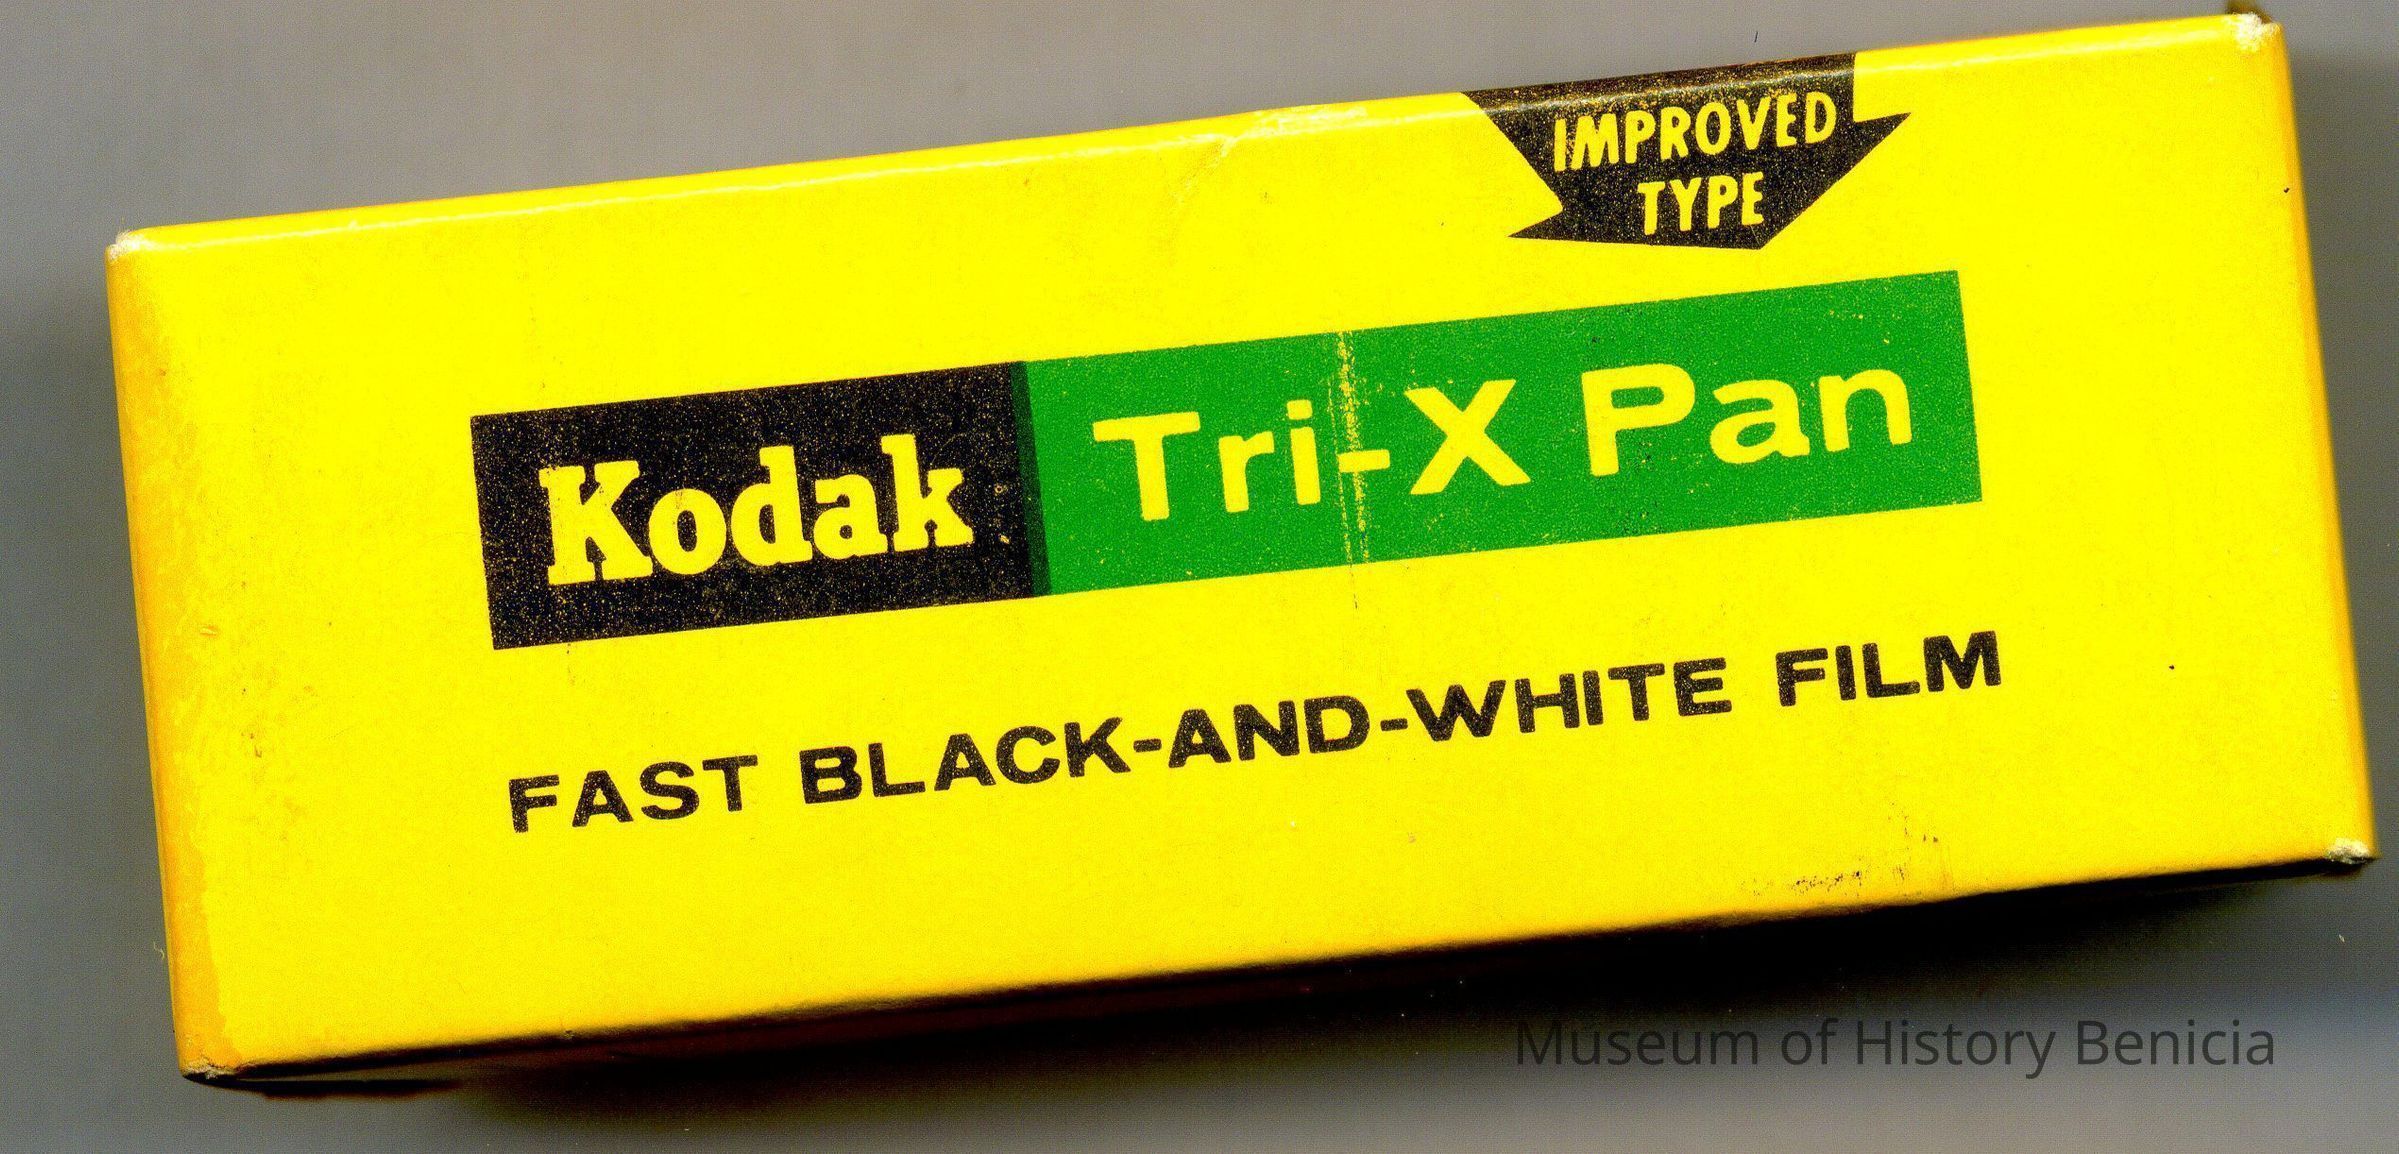 IMPROVED
TYPE
Kodak Tri-X Pan
FAST BLACK-AND-WHITE FILM
Museum of History Benicia